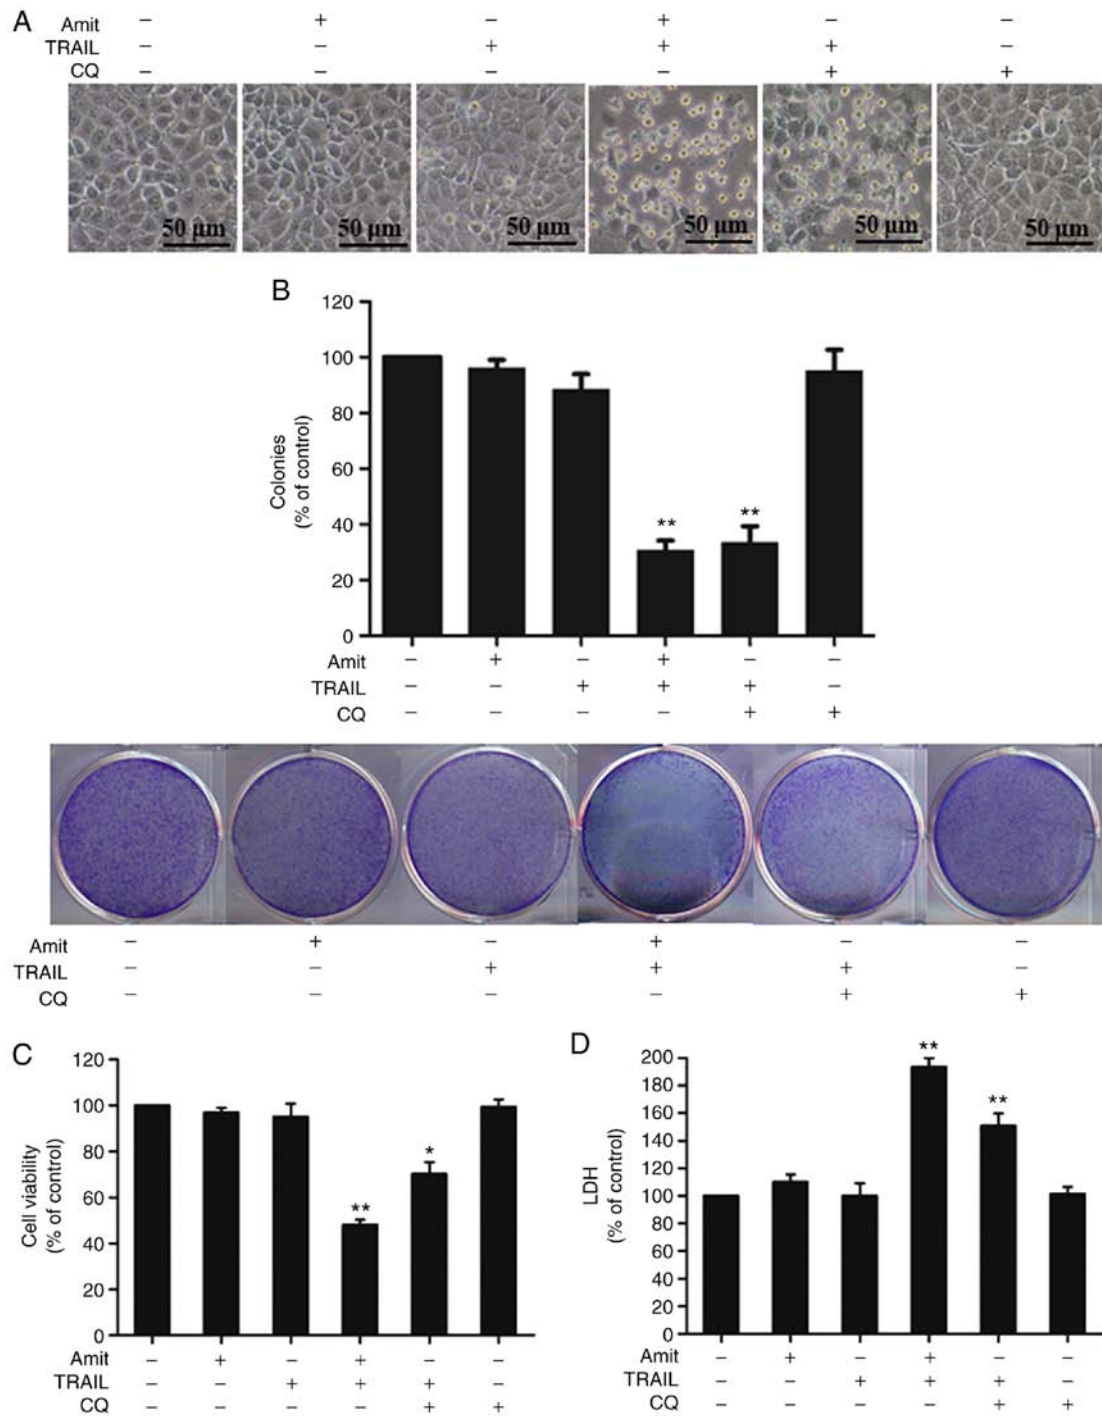 A
Amit − + − + − −
TRAIL − − + + + −
CQ − − − − + +
50 µm 50 µm 50 µm 50 µm 50 µm 50 µm
B
120
100
80
60
40
20
0
Colonies
(% of control)
** **
Amit − + − + − −
TRAIL − − + + + −
CQ − − − − + +
Amit − + − + − −
TRAIL − − + + + −
CQ − − − − + +
C
120
100
80
60
40
20
0
Cell viability
(% of control)
** *
Amit − + − + − −
TRAIL − − + + + −
CQ − − − − + +
D
200
180
160
140
120
100
80
60
40
20
0
LDH
(% of control)
** **
Amit − + − + − −
TRAIL − − + + + −
CQ − − − − + +